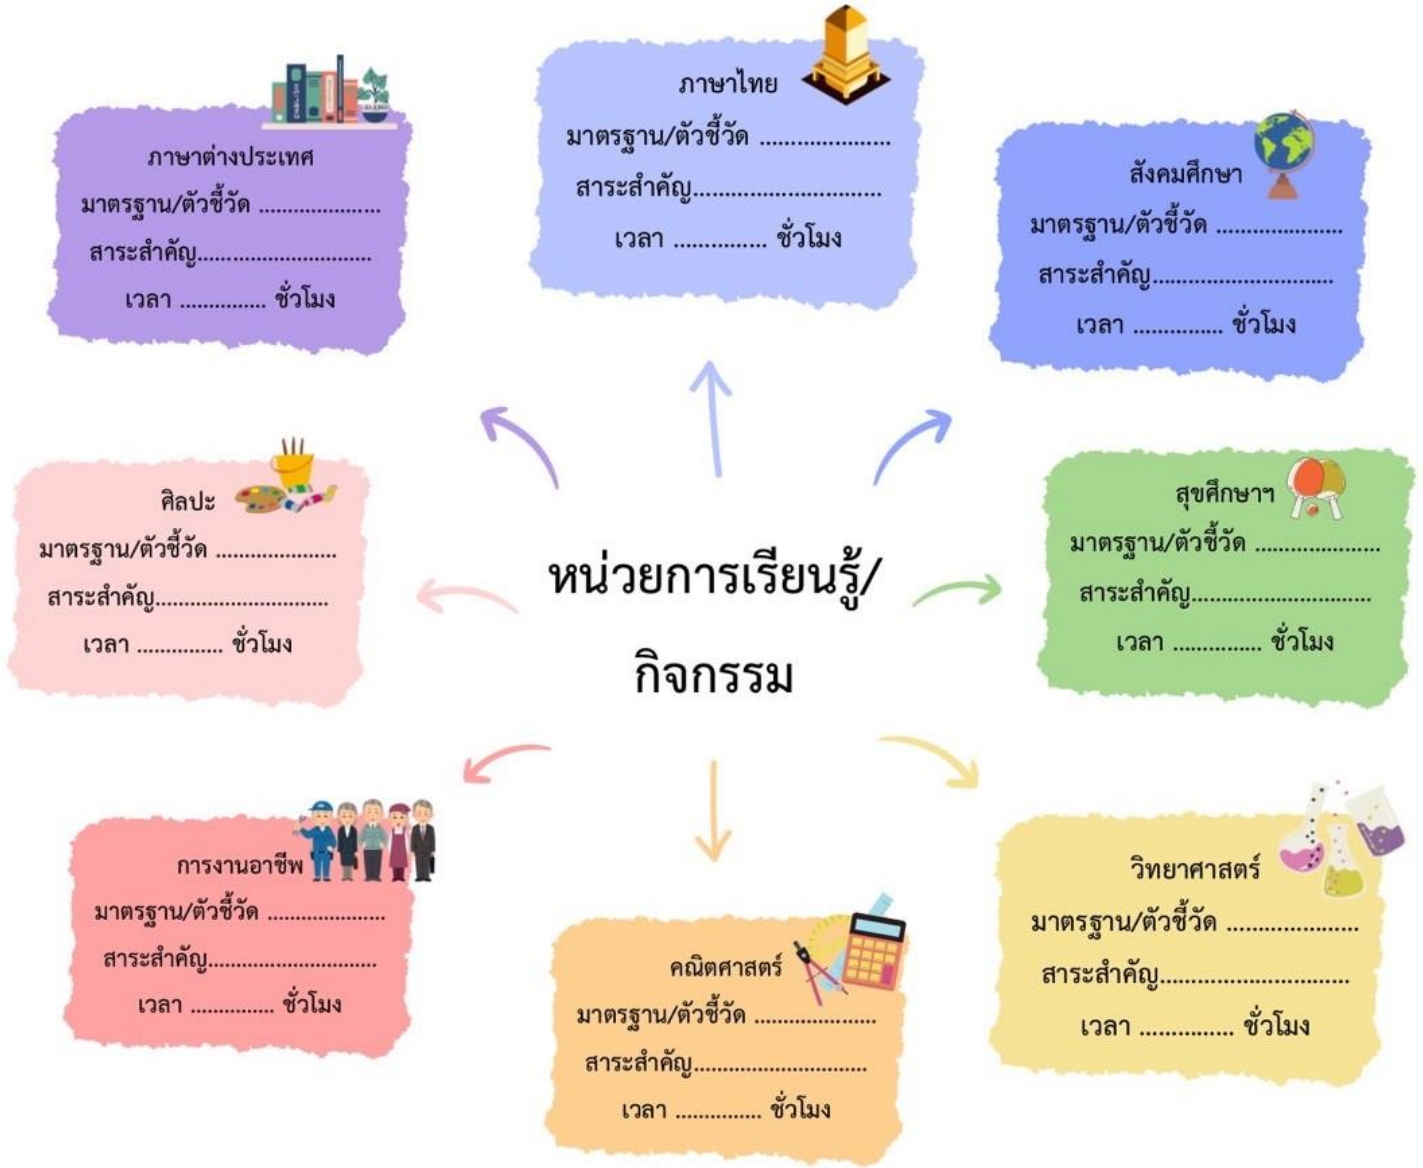 ภาษาไทย
มาตรฐาน/ตัวชี้วัด .....................
สาระสำคัญ..............................
เวลา ............... ชั่วโมง
ภาษาต่างประเทศ
มาตรฐาน/ตัวชี้วัด ....................
สาระสำคัญ.............................
เวลา ............... ชั่วโมง
ENGLISH
สังคมศึกษา
มาตรฐาน/ตัวชี้วัด .....................
สาระสำคัญ.............................
เวลา ............... ชั่วโมง
ศิลปะ
มาตรฐาน/ตัวชี้วัด ....................
สาระสำคัญ.............................
เวลา ............... ชั่วโมง
หน่วยการเรียนรู้/
กิจกรรม
สุขศึกษาฯ
มาตรฐาน/ตัวชี้วัด .....................
สาระสำคัญ.............................
เวลา ............... ชั่วโมง
การงานอาชีพ
มาตรฐาน/ตัวชี้วัด ....................
สาระสำคัญ.............................
เวลา ............... ชั่วโมง
วิทยาศาสตร์
มาตรฐาน/ตัวชี้วัด .....................
สาระสำคัญ..............................
เวลา ............... ชั่วโมง
คณิตศาสตร์
มาตรฐาน/ตัวชี้วัด ....................
สาระสำคัญ.............................
เวลา ............... ชั่วโมง